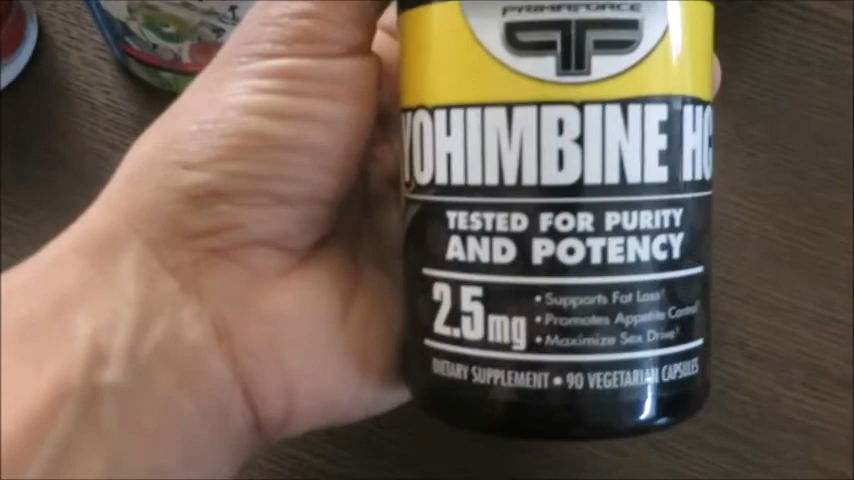 PRIMAFORCE
YOHIMBINE HC
TESTED FOR PURITY
AND POTENCY
2.5mg
• Supports Fat Loss†
• Promotes Appetite Control†
• Maximize Sex Drive†
DIETARY SUPPLEMENT • 90 VEGETARIAN CAPSULES